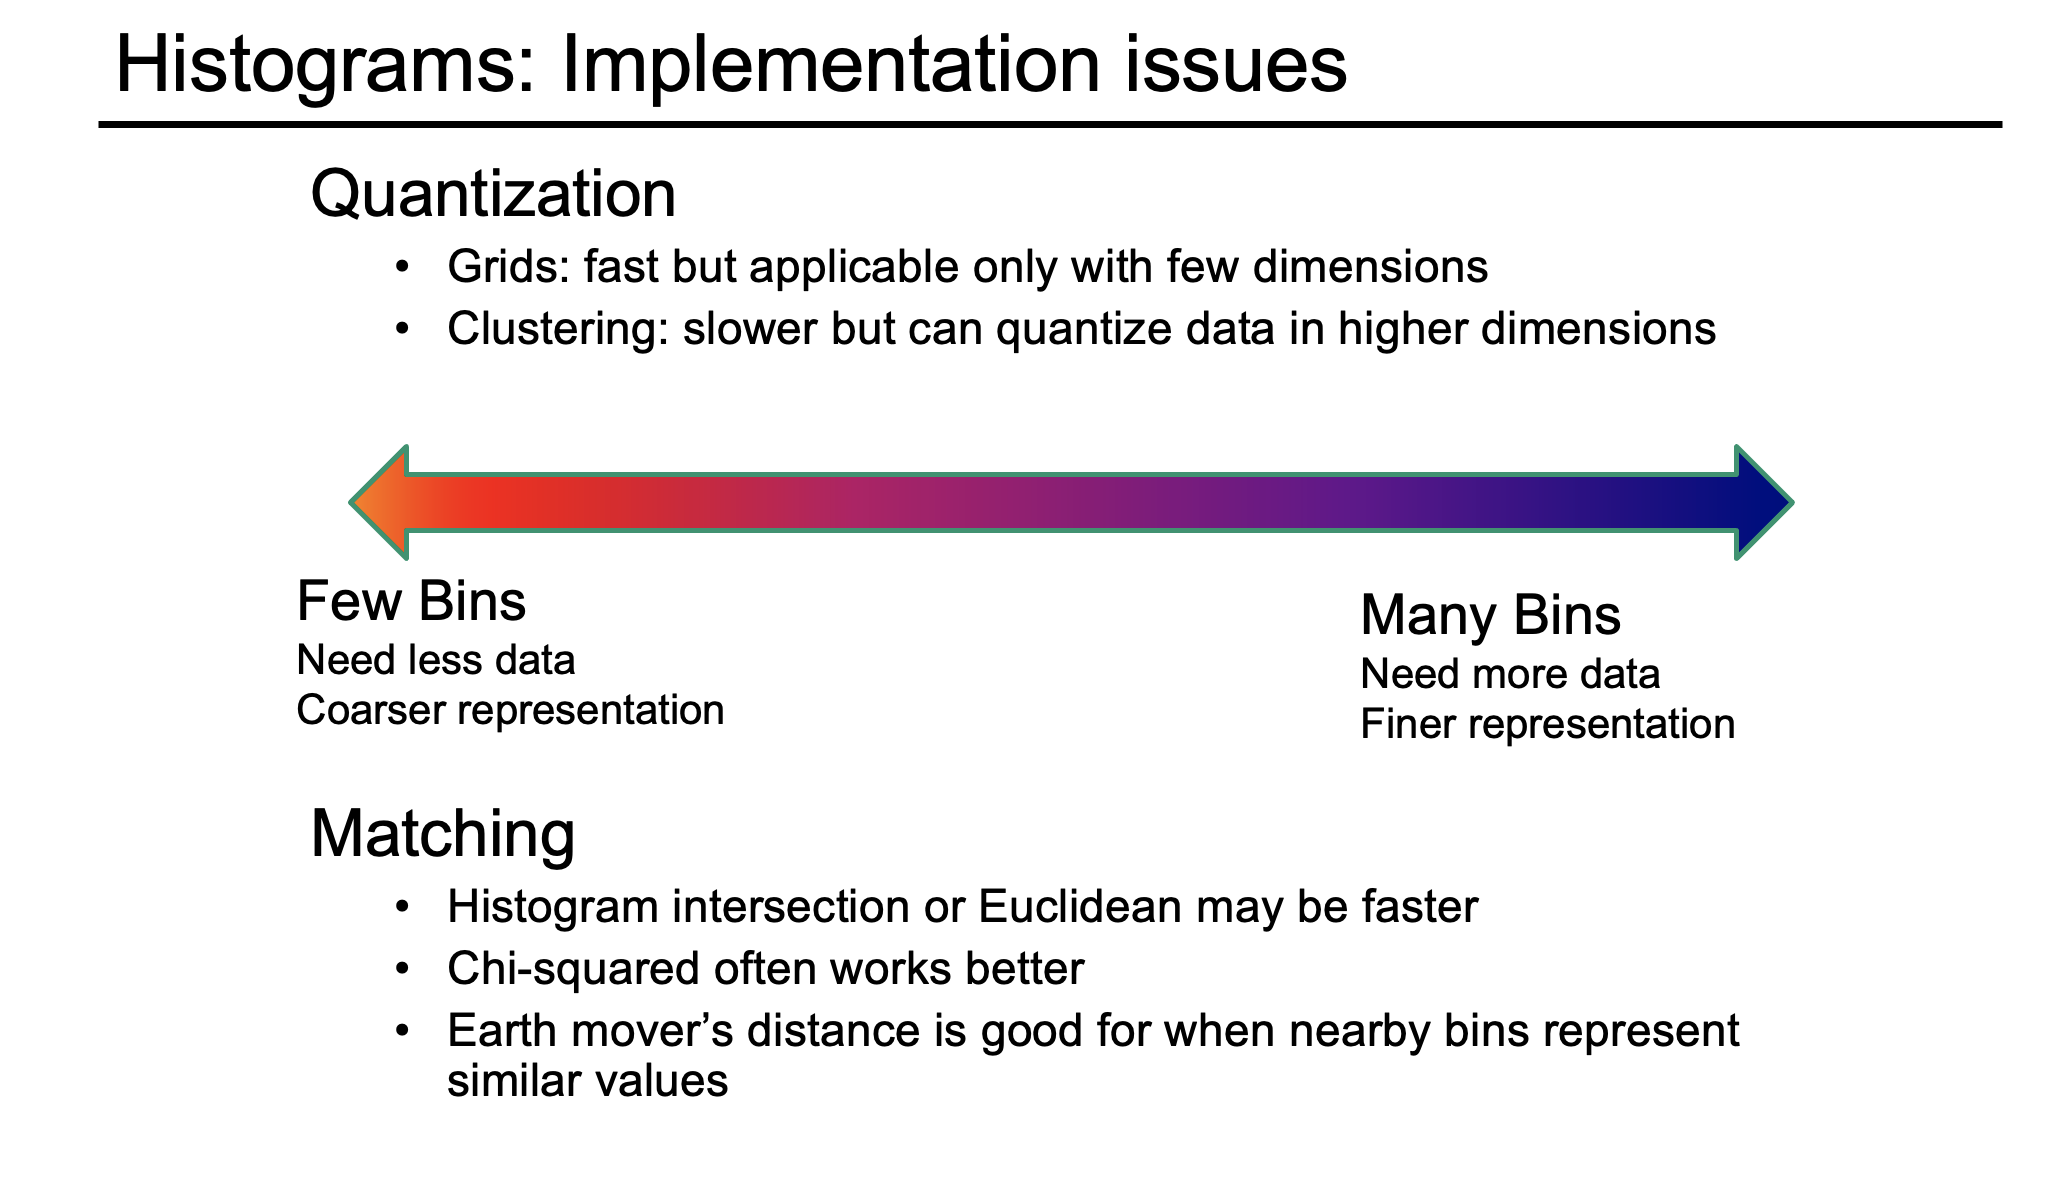 Histograms: Implementation issues
Quantization
• Grids: fast but applicable only with few dimensions
• Clustering: slower but can quantize data in higher dimensions
Few Bins
Need less data
Coarser representation
Many Bins
Need more data
Finer representation
Matching
• Histogram intersection or Euclidean may be faster
• Chi-squared often works better
• Earth mover’s distance is good for when nearby bins represent
similar values